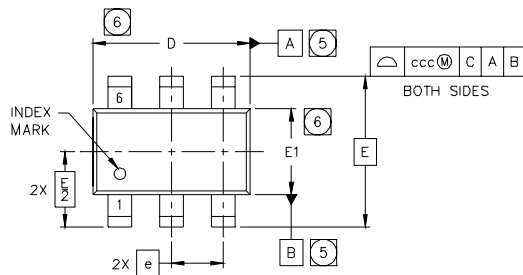 6
D
A 5
⌓ ccc Ⓜ C A B
BOTH SIDES
6
INDEX
MARK
6
E1
E
2X E/2
1
B 5
2X e